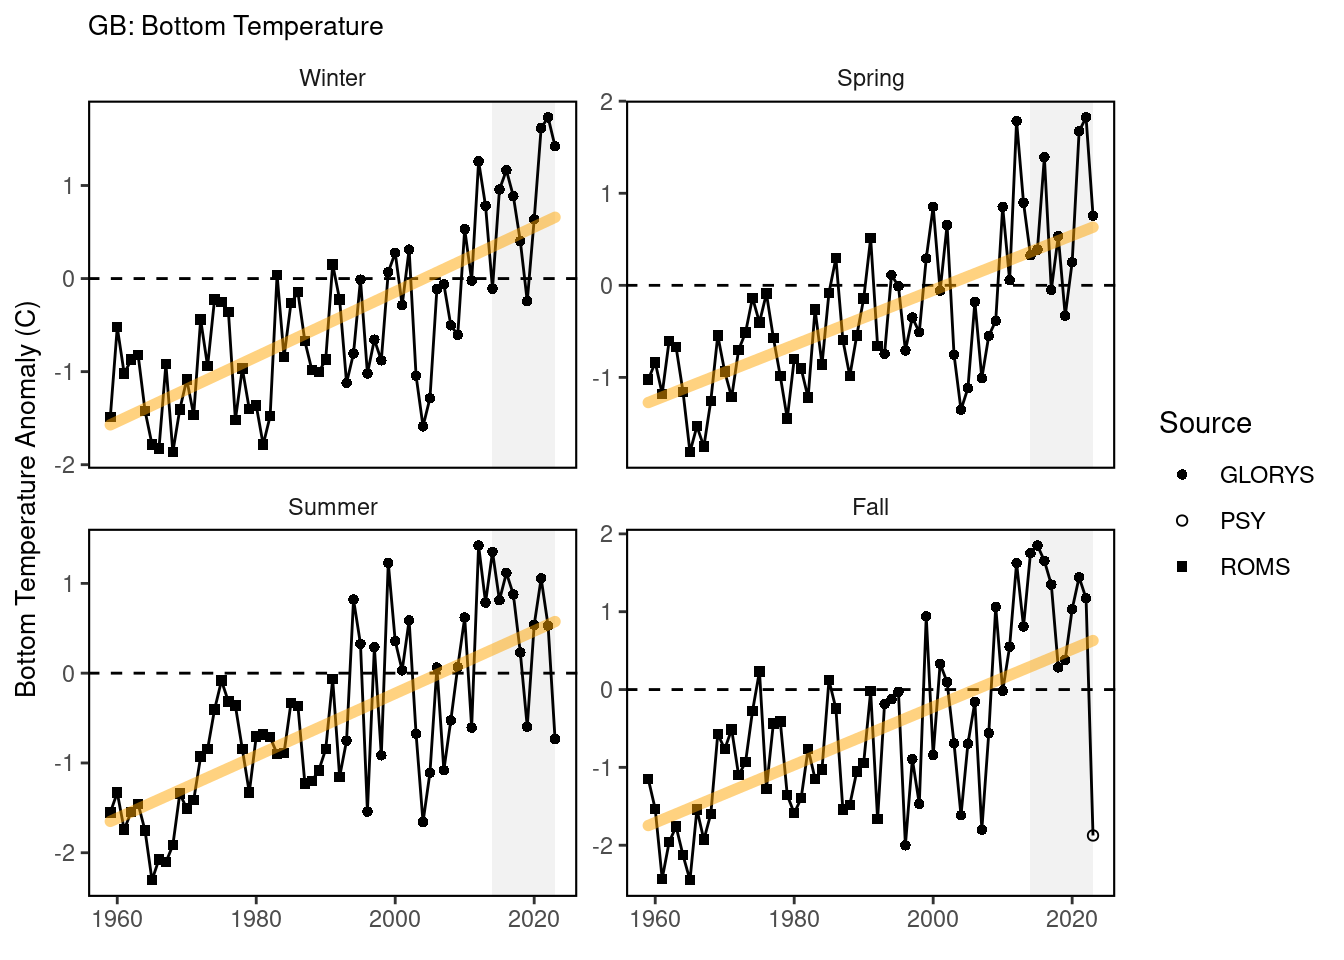 GB: Bottom Temperature
Winter
Spring
Bottom Temperature Anomaly (C)
1
0
-1
-2
2
1
0
-1
Summer
Fall
1
0
-1
-2
2
1
0
-1
-2
1960 1980 2000 2020
1960 1980 2000 2020
Source
GLORYS
PSY
ROMS